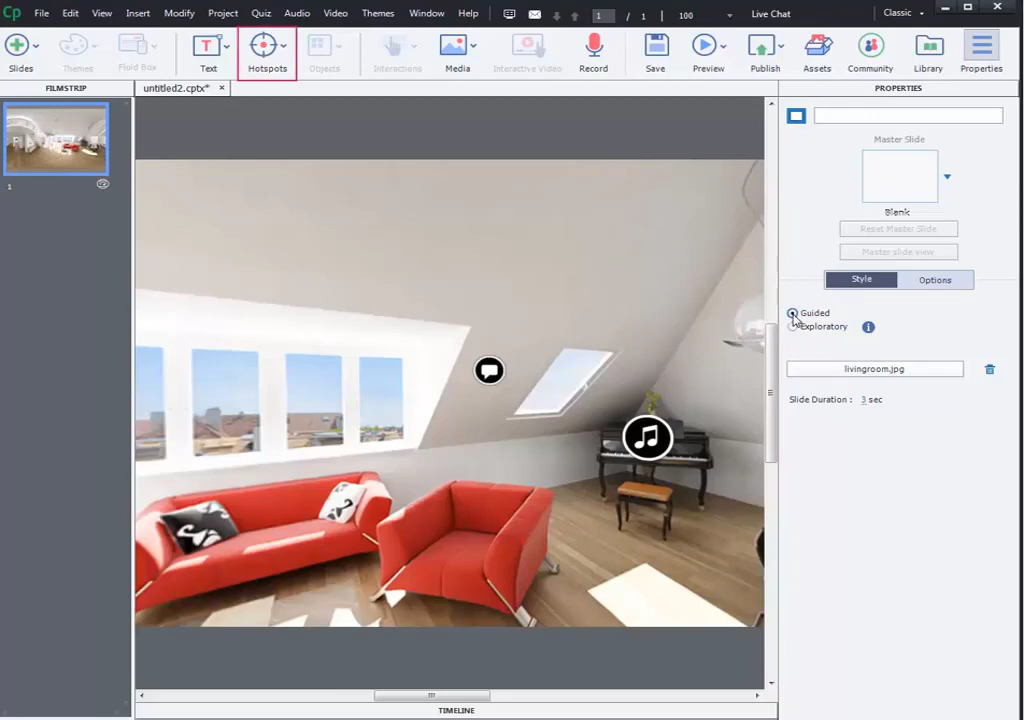 Cp File Edit View Insert Modify Project Quiz Audio Video Themes Window Help 1 / 1 100 Live Chat Classic
Slides Themes Fluid Box Text Hotspots Objects Interactions Media Interactive Video Record Save Preview Publish Assets Community Library Properties
FILMSTRIP untitled2.cptx* PROPERTIES
1
Master Slide
Blank
Reset Master Slide
Master slide view
Style Options
Guided
Exploratory
livingroom.jpg
Slide Duration : 3 sec
TIMELINE